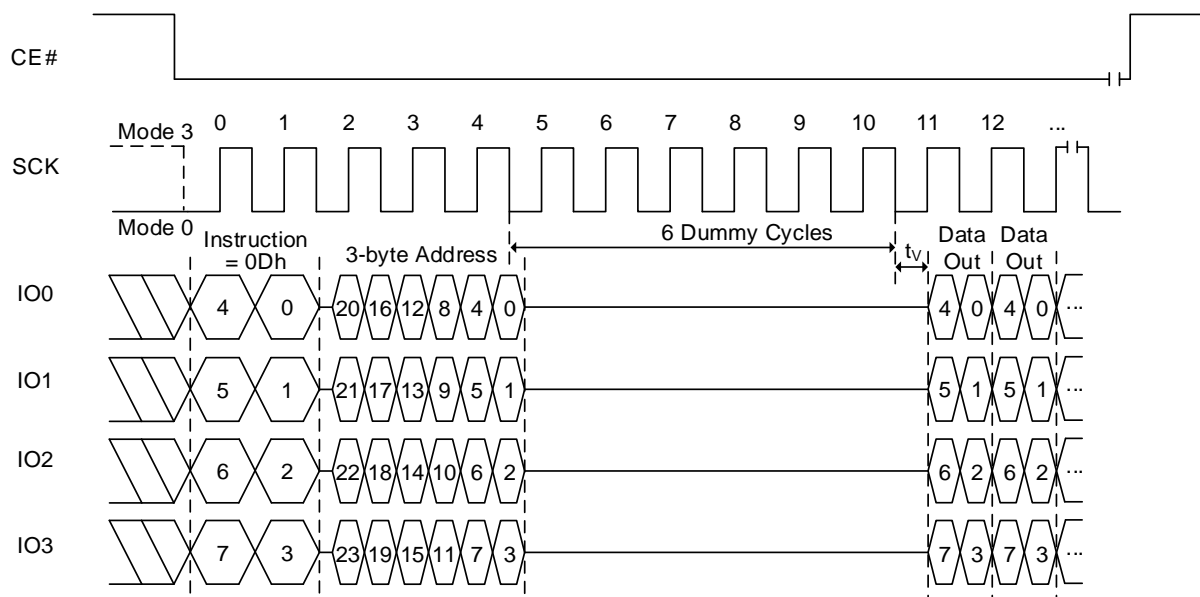 CE#
0 1 2 3 4 5 6 7 8 9 10 11 12 ...
Mode 3
SCK
Mode 0
Instruction
= 0Dh
3-byte Address
6 Dummy Cycles
tV
Data
Out
Data
Out
IO0 4 0 20 16 12 8 4 0 4 0 4 0 ...
IO1 5 1 21 17 13 9 5 1 5 1 5 1 ...
IO2 6 2 22 18 14 10 6 2 6 2 6 2 ...
IO3 7 3 23 19 15 11 7 3 7 3 7 3 ...